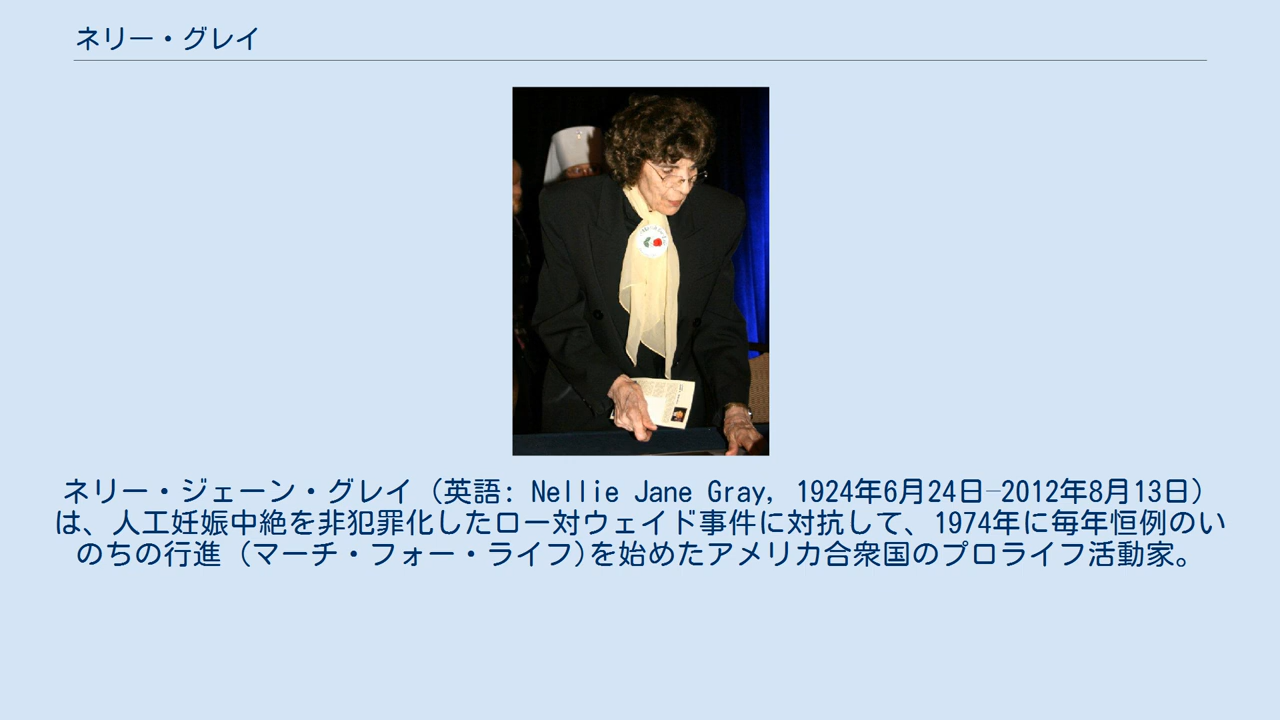 ネリー・グレイ
ネリー・ジェーン・グレイ（英語: Nellie Jane Gray, 1924年6月24日–2012年8月13日）
は、人工妊娠中絶を非犯罪化したロー対ウェイド事件に対抗して、1974年に毎年恒例のい
のちの行進（マーチ・フォー・ライフ)を始めたアメリカ合衆国のプロライフ活動家。